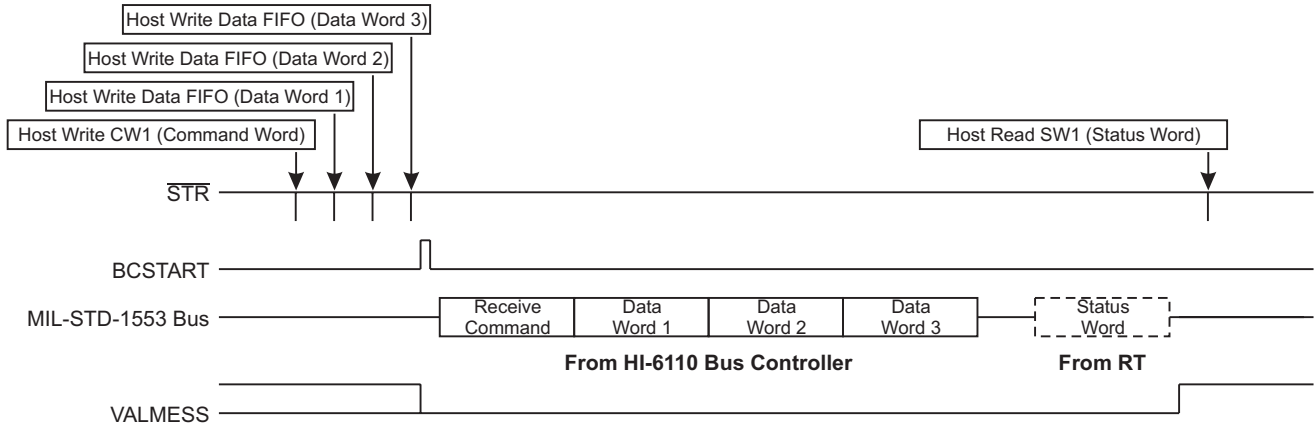 Host Write Data FIFO (Data Word 3)
Host Write Data FIFO (Data Word 2)
Host Write Data FIFO (Data Word 1)
Host Write CW1 (Command Word)
Host Read SW1 (Status Word)
STR
BCSTART
MIL-STD-1553 Bus
Receive
Command
Data
Word 1
Data
Word 2
Data
Word 3
Status
Word
From HI-6110 Bus Controller
From RT
VALMESS